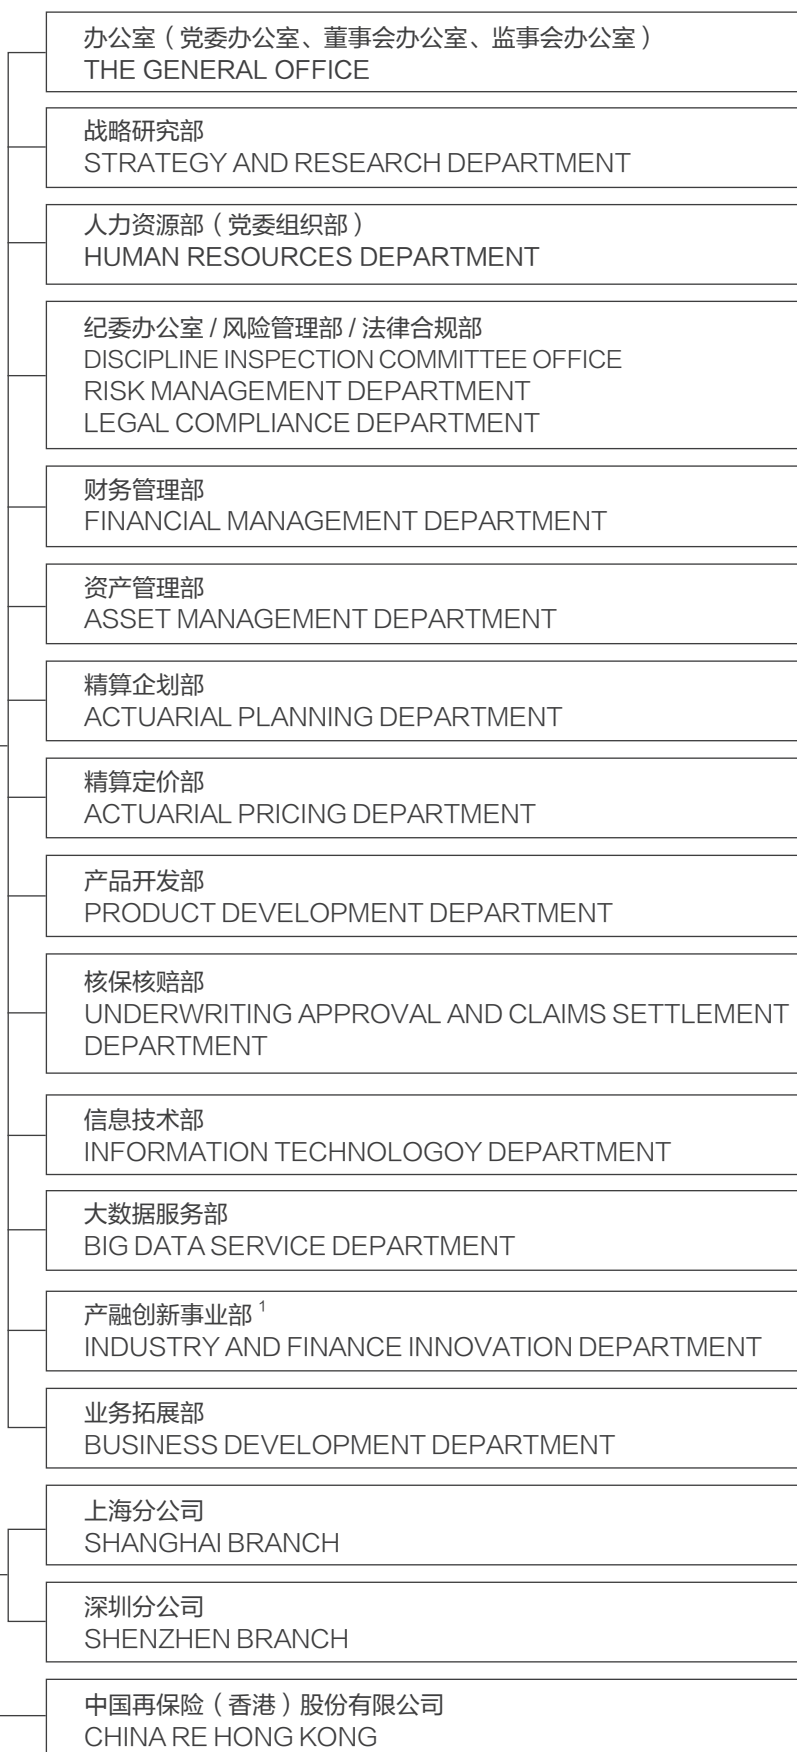 办公室（党委办公室、董事会办公室、监事会办公室）
THE GENERAL OFFICE
战略研究部
STRATEGY AND RESEARCH DEPARTMENT
人力资源部（党委组织部）
HUMAN RESOURCES DEPARTMENT
纪委办公室 / 风险管理部 / 法律合规部
DISCIPLINE INSPECTION COMMITTEE OFFICE
RISK MANAGEMENT DEPARTMENT
LEGAL COMPLIANCE DEPARTMENT
财务管理部
FINANCIAL MANAGEMENT DEPARTMENT
资产管理部
ASSET MANAGEMENT DEPARTMENT
精算企划部
ACTUARIAL PLANNING DEPARTMENT
精算定价部
ACTUARIAL PRICING DEPARTMENT
产品开发部
PRODUCT DEVELOPMENT DEPARTMENT
核保核赔部
UNDERWRITING APPROVAL AND CLAIMS SETTLEMENT
DEPARTMENT
信息技术部
INFORMATION TECHNOLOGOY DEPARTMENT
大数据服务部
BIG DATA SERVICE DEPARTMENT
产融创新事业部 1
INDUSTRY AND FINANCE INNOVATION DEPARTMENT
业务拓展部
BUSINESS DEVELOPMENT DEPARTMENT
上海分公司
SHANGHAI BRANCH
深圳分公司
SHENZHEN BRANCH
中国再保险（香港）股份有限公司
CHINA RE HONG KONG